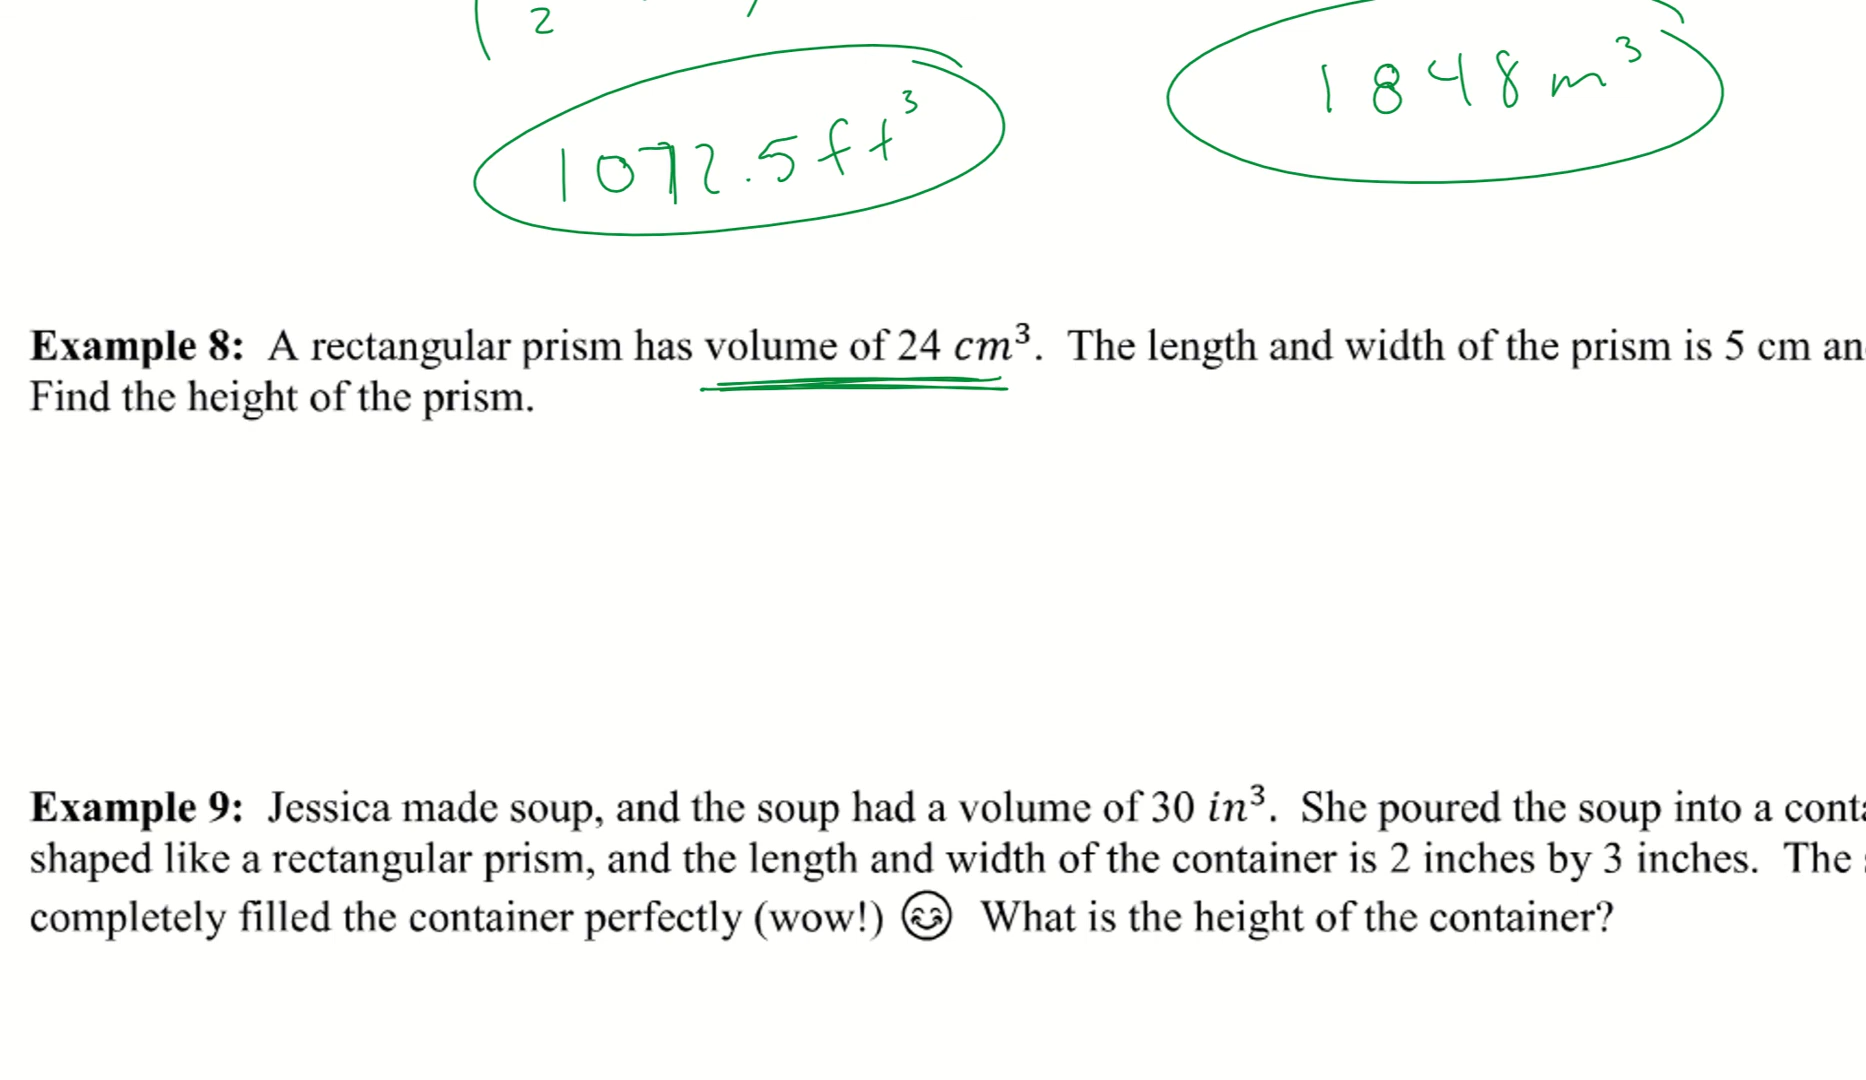 2
1848 m³
1072.5 ft³
Example 8: A rectangular prism has volume of 24 cm³. The length and width of the prism is 5 cm
Find the height of the prism.
Example 9: Jessica made soup, and the soup had a volume of 30 in³. She poured the soup into a
shaped like a rectangular prism, and the length and width of the container is 2 inches by 3 inches. The
completely filled the container perfectly (wow!) What is the height of the container?